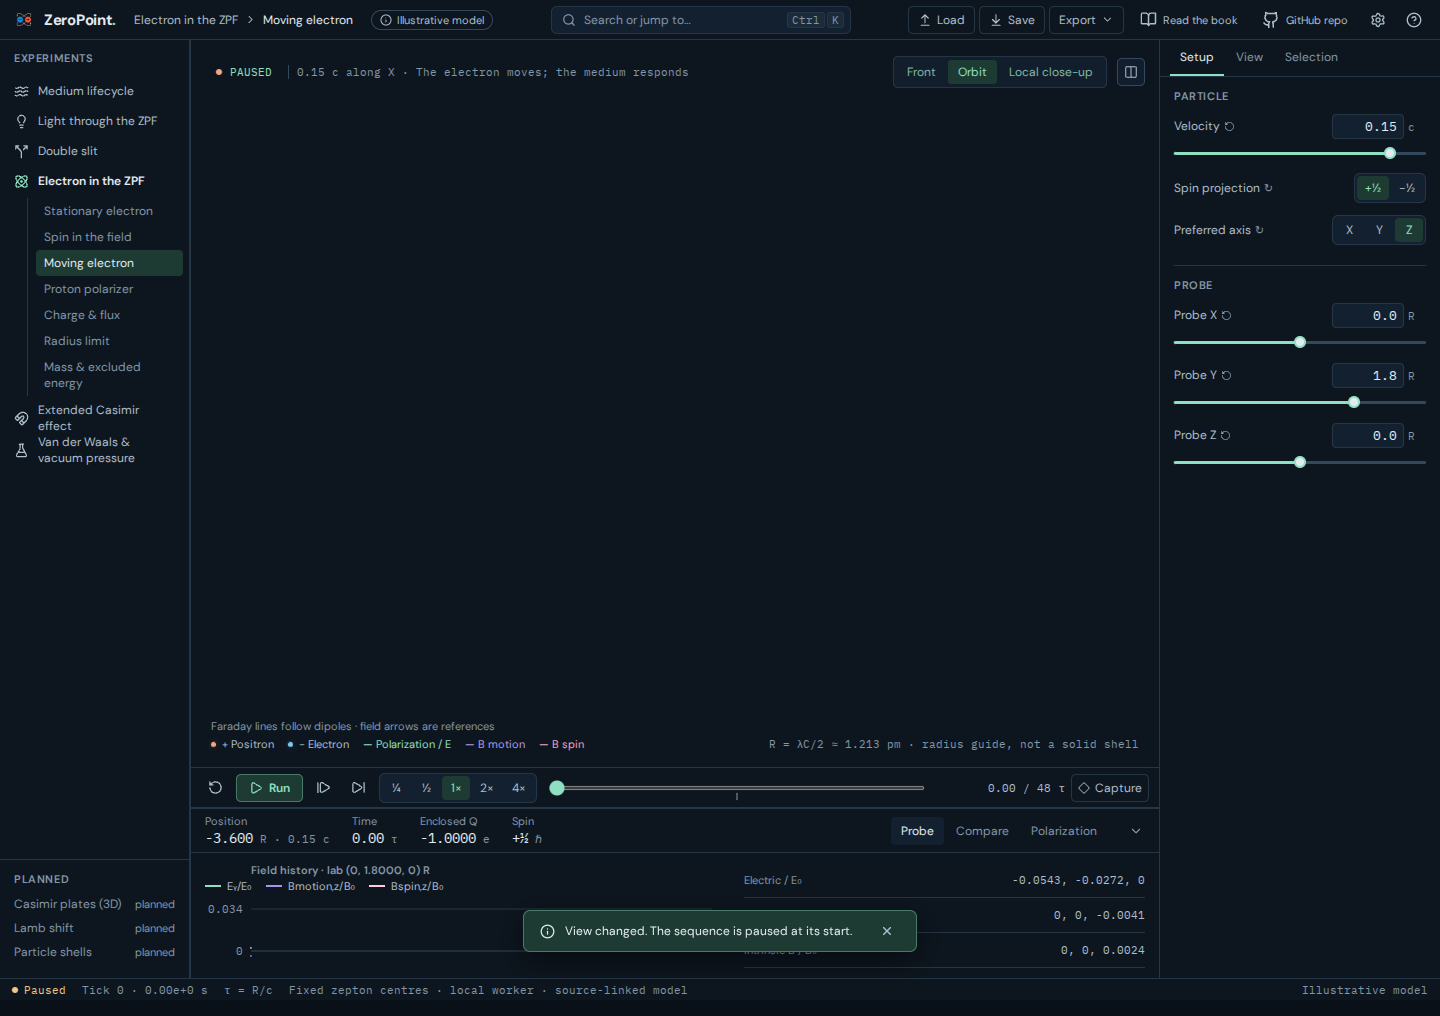 ZeroPoint.
Electron in the ZPF > Moving electron
Illustrative model
Search or jump to...
Ctrl K
Load
Save
Export
Read the book
GitHub repo
EXPERIMENTS
Medium lifecycle
Light through the ZPF
Double slit
Electron in the ZPF
Stationary electron
Spin in the field
Moving electron
Proton polarizer
Charge & flux
Radius limit
Mass & excluded
energy
Extended Casimir
effect
Van der Waals &
vacuum pressure
PLANNED
Casimir plates (3D) planned
Lamb shift planned
Particle shells planned
PAUSED
0.15 c along X · The electron moves; the medium responds
Front Orbit Local close-up
Faraday lines follow dipoles · field arrows are references
+ Positron − Electron Polarization / E B motion B spin
R = λC/2 ≈ 1.213 pm · radius guide, not a solid shell
Run
¼ ½ 1× 2× 4×
0.00 / 48 τ
Capture
Position Time Enclosed Q Spin
-3.600 R · 0.15 c 0.00 τ -1.0000 e +½ ℏ
Probe Compare Polarization
Field history · lab (0, 1.8000, 0) R
Eᵧ/E₀ Bmotion,z/B₀ Bspin,z/B₀
0.034
0
Electric / E₀ -0.0543, -0.0272, 0
0, 0, -0.0041
0, 0, 0.0024
View changed. The sequence is paused at its start.
Setup View Selection
PARTICLE
Velocity 0.15 c
Spin projection ↻ +½ −½
Preferred axis ↻ X Y Z
PROBE
Probe X 0.0 R
Probe Y 1.8 R
Probe Z 0.0 R
Paused Tick 0 · 0.00e+0 s τ = R/c Fixed zepton centres · local worker · source-linked model
Illustrative model